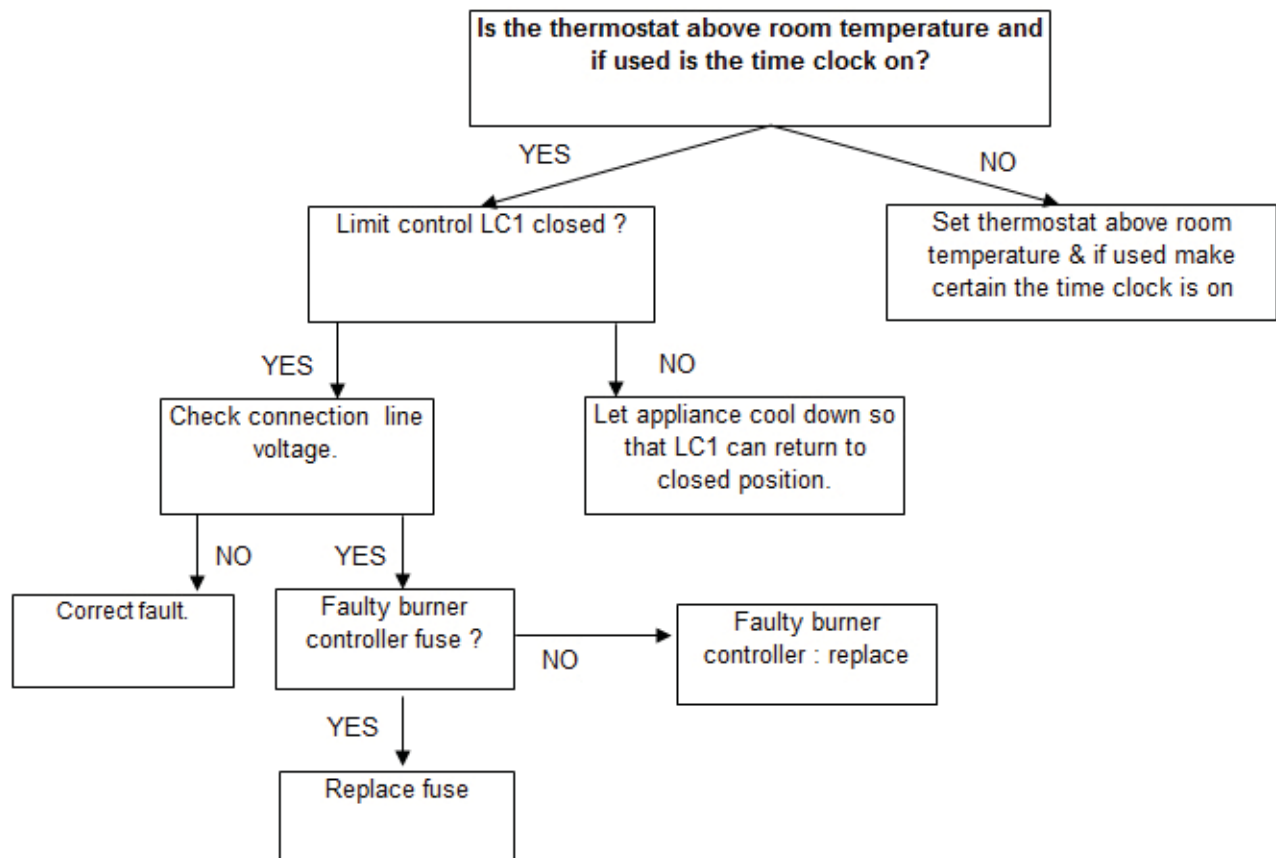 Is the thermostat above room temperature and
if used is the time clock on?
YES
NO
Limit control LC1 closed ?
Set thermostat above room
temperature & if used make
certain the time clock is on
YES
NO
Check connection line
voltage.
Let appliance cool down so
that LC1 can return to
closed position.
NO
YES
Correct fault.
Faulty burner
controller fuse ?
NO
Faulty burner
controller : replace
YES
Replace fuse